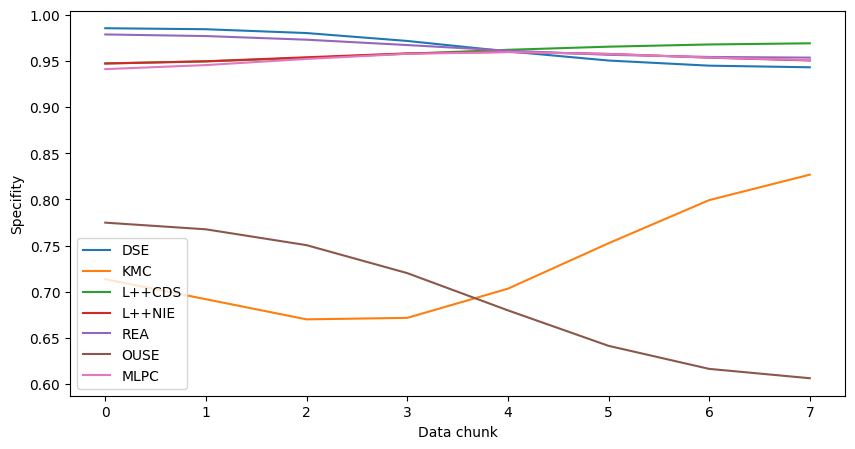 1.00
0.95
0.90
0.85
0.80
0.75
0.70
0.65
0.60
Specifity
DSE
KMC
L++CDS
L++NIE
REA
OUSE
MLPC
0 1 2 3 4 5 6 7
Data chunk